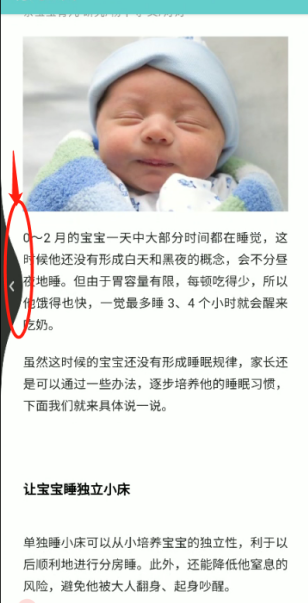 0～2 月的宝宝一天中大部分时间都在睡觉，这
时候他还没有形成白天和黑夜的概念，会不分昼
夜地睡。但由于胃容量有限，每顿吃得少，所以
他饿得也快，一觉最多睡 3、4 个小时就会醒来
吃奶。
虽然这时候的宝宝还没有形成睡眠规律，家长还
是可以通过一些办法，逐步培养他的睡眠习惯，
下面我们就来具体说一说。
让宝宝睡独立小床
单独睡小床可以从小培养宝宝的独立性，利于以
后顺利地进行分房睡。此外，还能降低他窒息的
风险，避免他被大人翻身、起身吵醒。